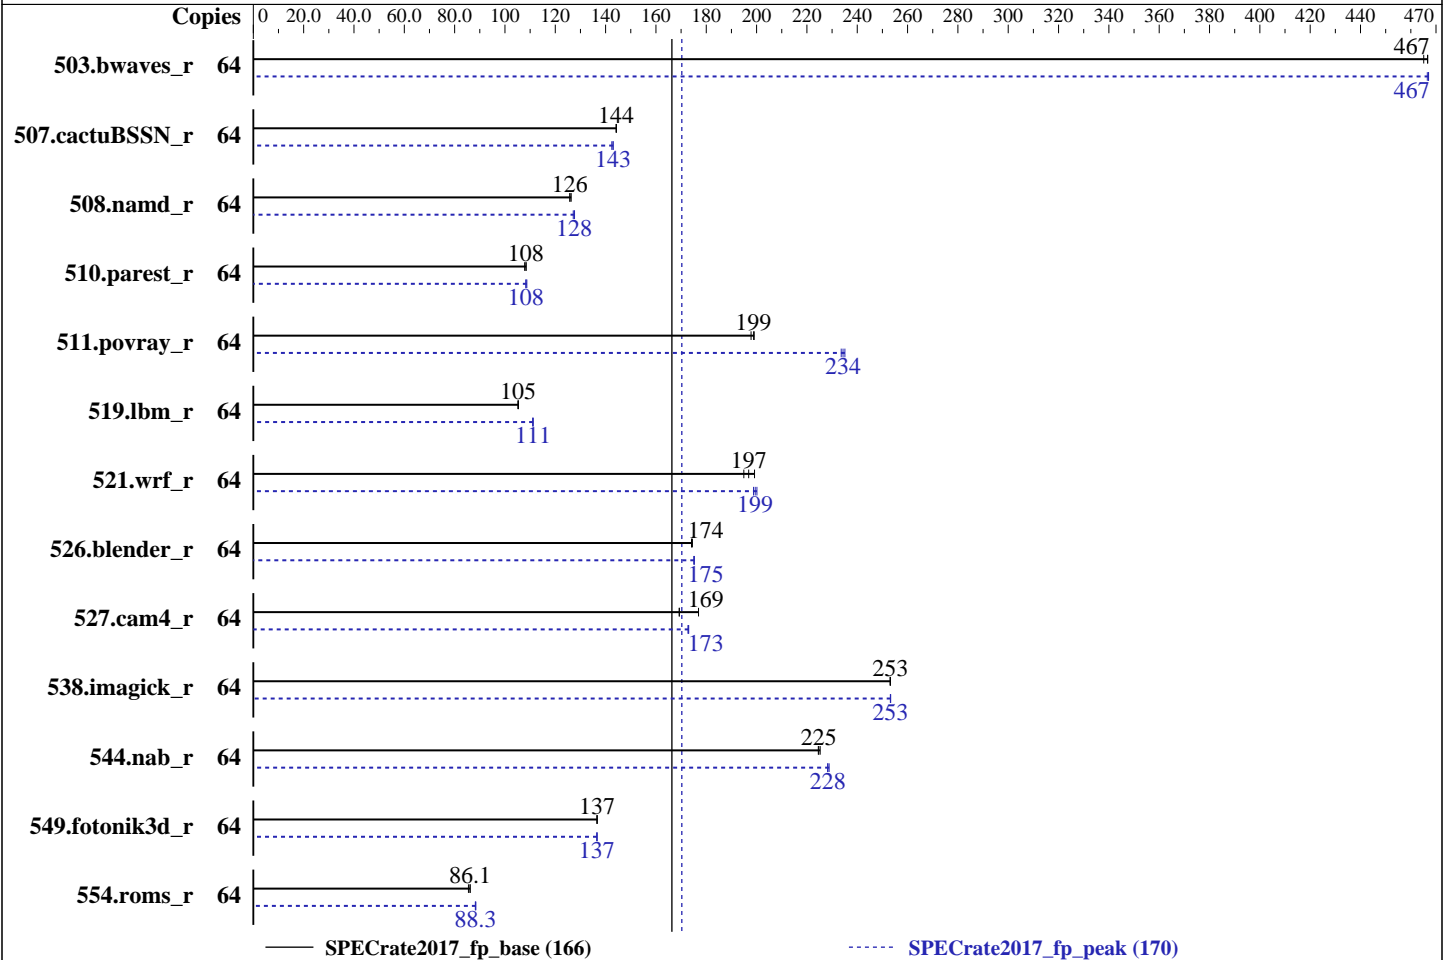 Copies 0 20.0 40.0 60.0 80.0 100 120 140 160 180 200 220 240 260 280 300 320 340 360 380 400 420 440 470
503.bwaves_r 64 467
467
507.cactuBSSN_r 64 144
143
508.namd_r 64 126
128
510.parest_r 64 108
108
511.povray_r 64 199
234
519.lbm_r 64 105
111
521.wrf_r 64 197
199
526.blender_r 64 174
175
527.cam4_r 64 169
173
538.imagick_r 64 253
253
544.nab_r 64 225
228
549.fotonik3d_r 64 137
137
554.roms_r 64 86.1
88.3
SPECrate2017_fp_base (166) SPECrate2017_fp_peak (170)